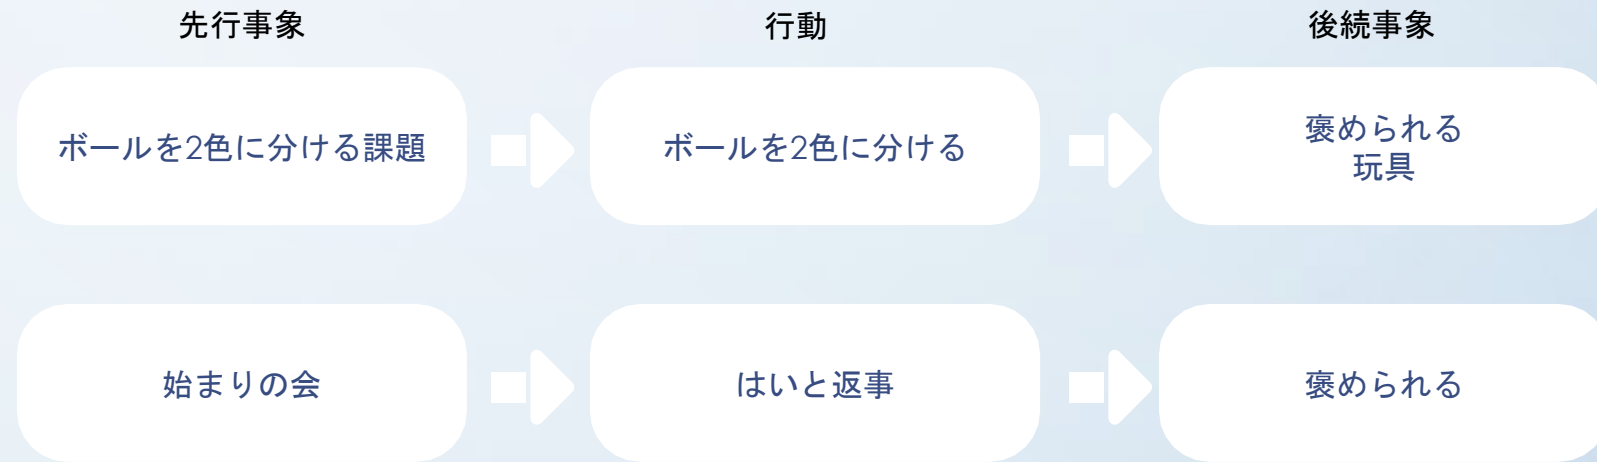 先行事象
行動
後続事象
ボールを2色に分ける課題
ボールを2色に分ける
褒められる
玩具
始まりの会
はいと返事
褒められる